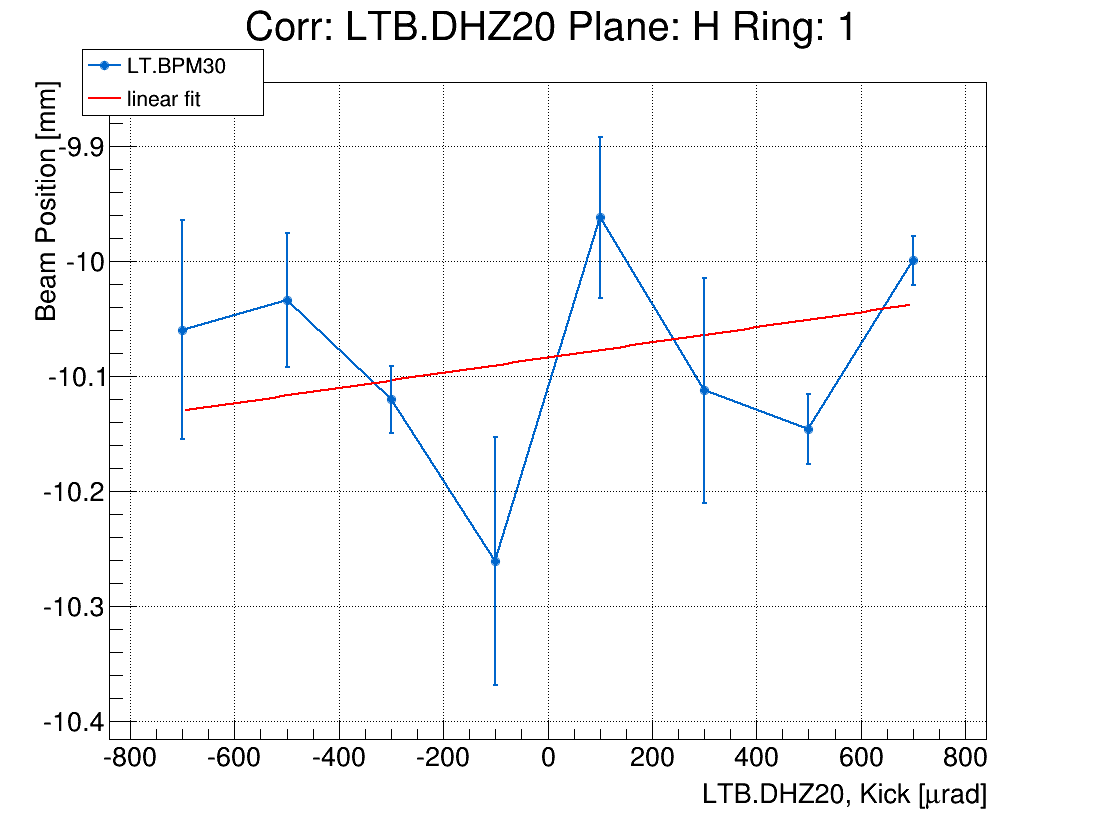 Corr: LTB.DHZ20 Plane: H Ring: 1
LT.BPM30
linear fit
Beam Position [mm]
-9.9
-10
-10.1
-10.2
-10.3
-10.4
-800 -600 -400 -200 0 200 400 600 800
LTB.DHZ20, Kick [μrad]